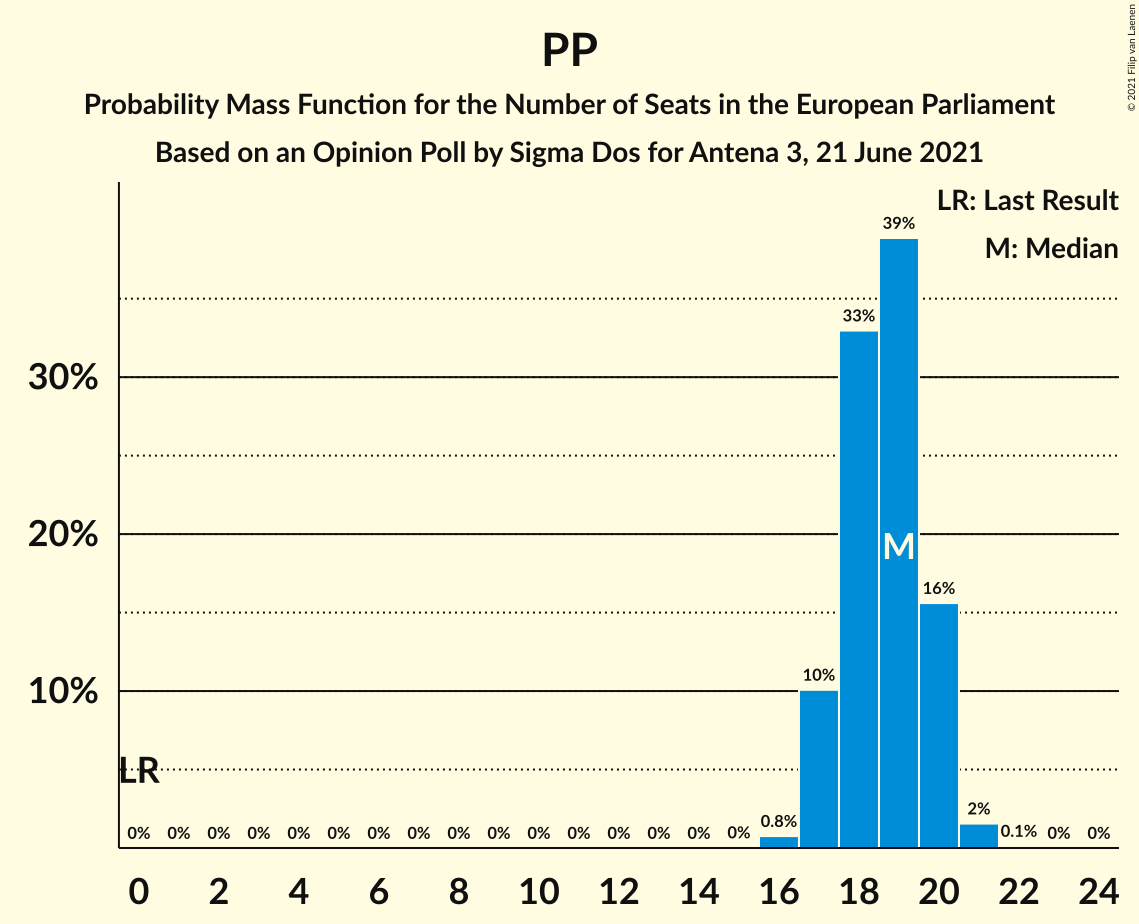 PP
Probability Mass Function for the Number of Seats in the European Parliament
Based on an Opinion Poll by Sigma Dos for Antena 3, 21 June 2021
© 2021 Filip van Laenen
LR: Last Result
M: Median
39%
33%
30%
20%
M
16%
10%
10%
LR
0% 0% 0% 0% 0% 0% 0% 0% 0% 0% 0% 0% 0% 0% 0% 0% 0.8% 2% 0.1% 0% 0%
0 2 4 6 8 10 12 14 16 18 20 22 24